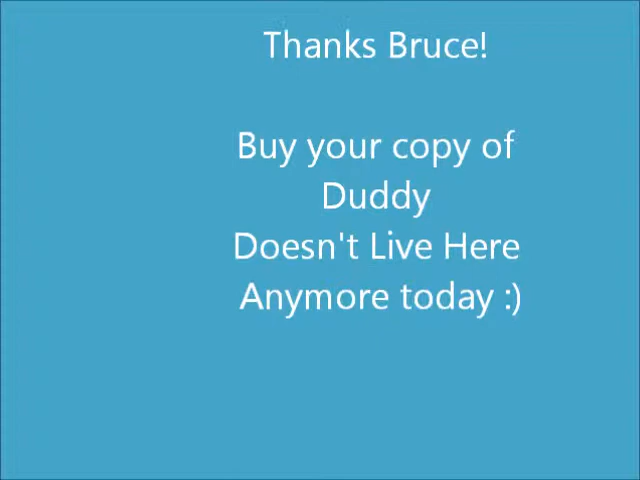 Thanks Bruce!
Buy your copy of
Duddy
Doesn't Live Here
Anymore today :)